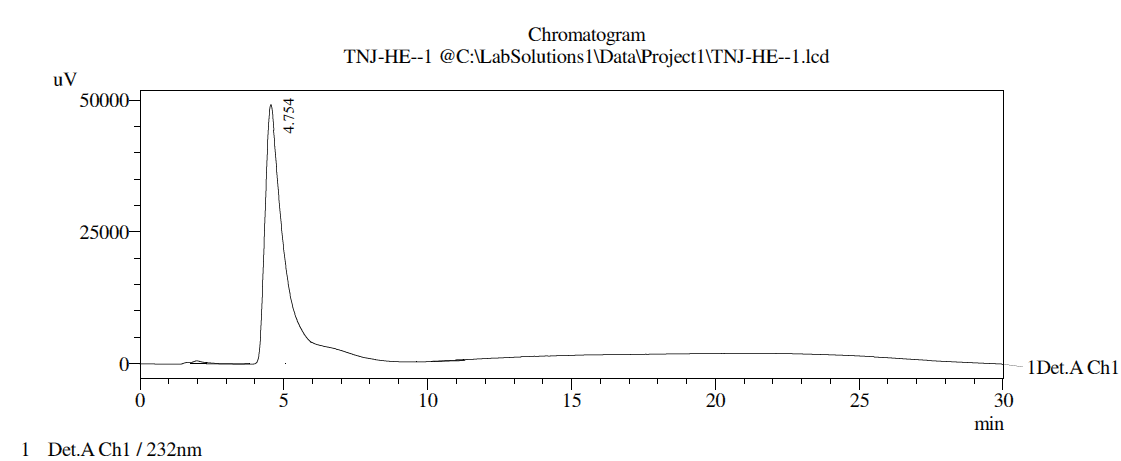 Chromatogram
TNJ-HE--1 @C:\LabSolutions1\Data\Project1\TNJ-HE--1.lcd
uV
50000
4.754
25000
0
1Det.A Ch1
0 5 10 15 20 25 30
min
1 Det.A Ch1 / 232nm